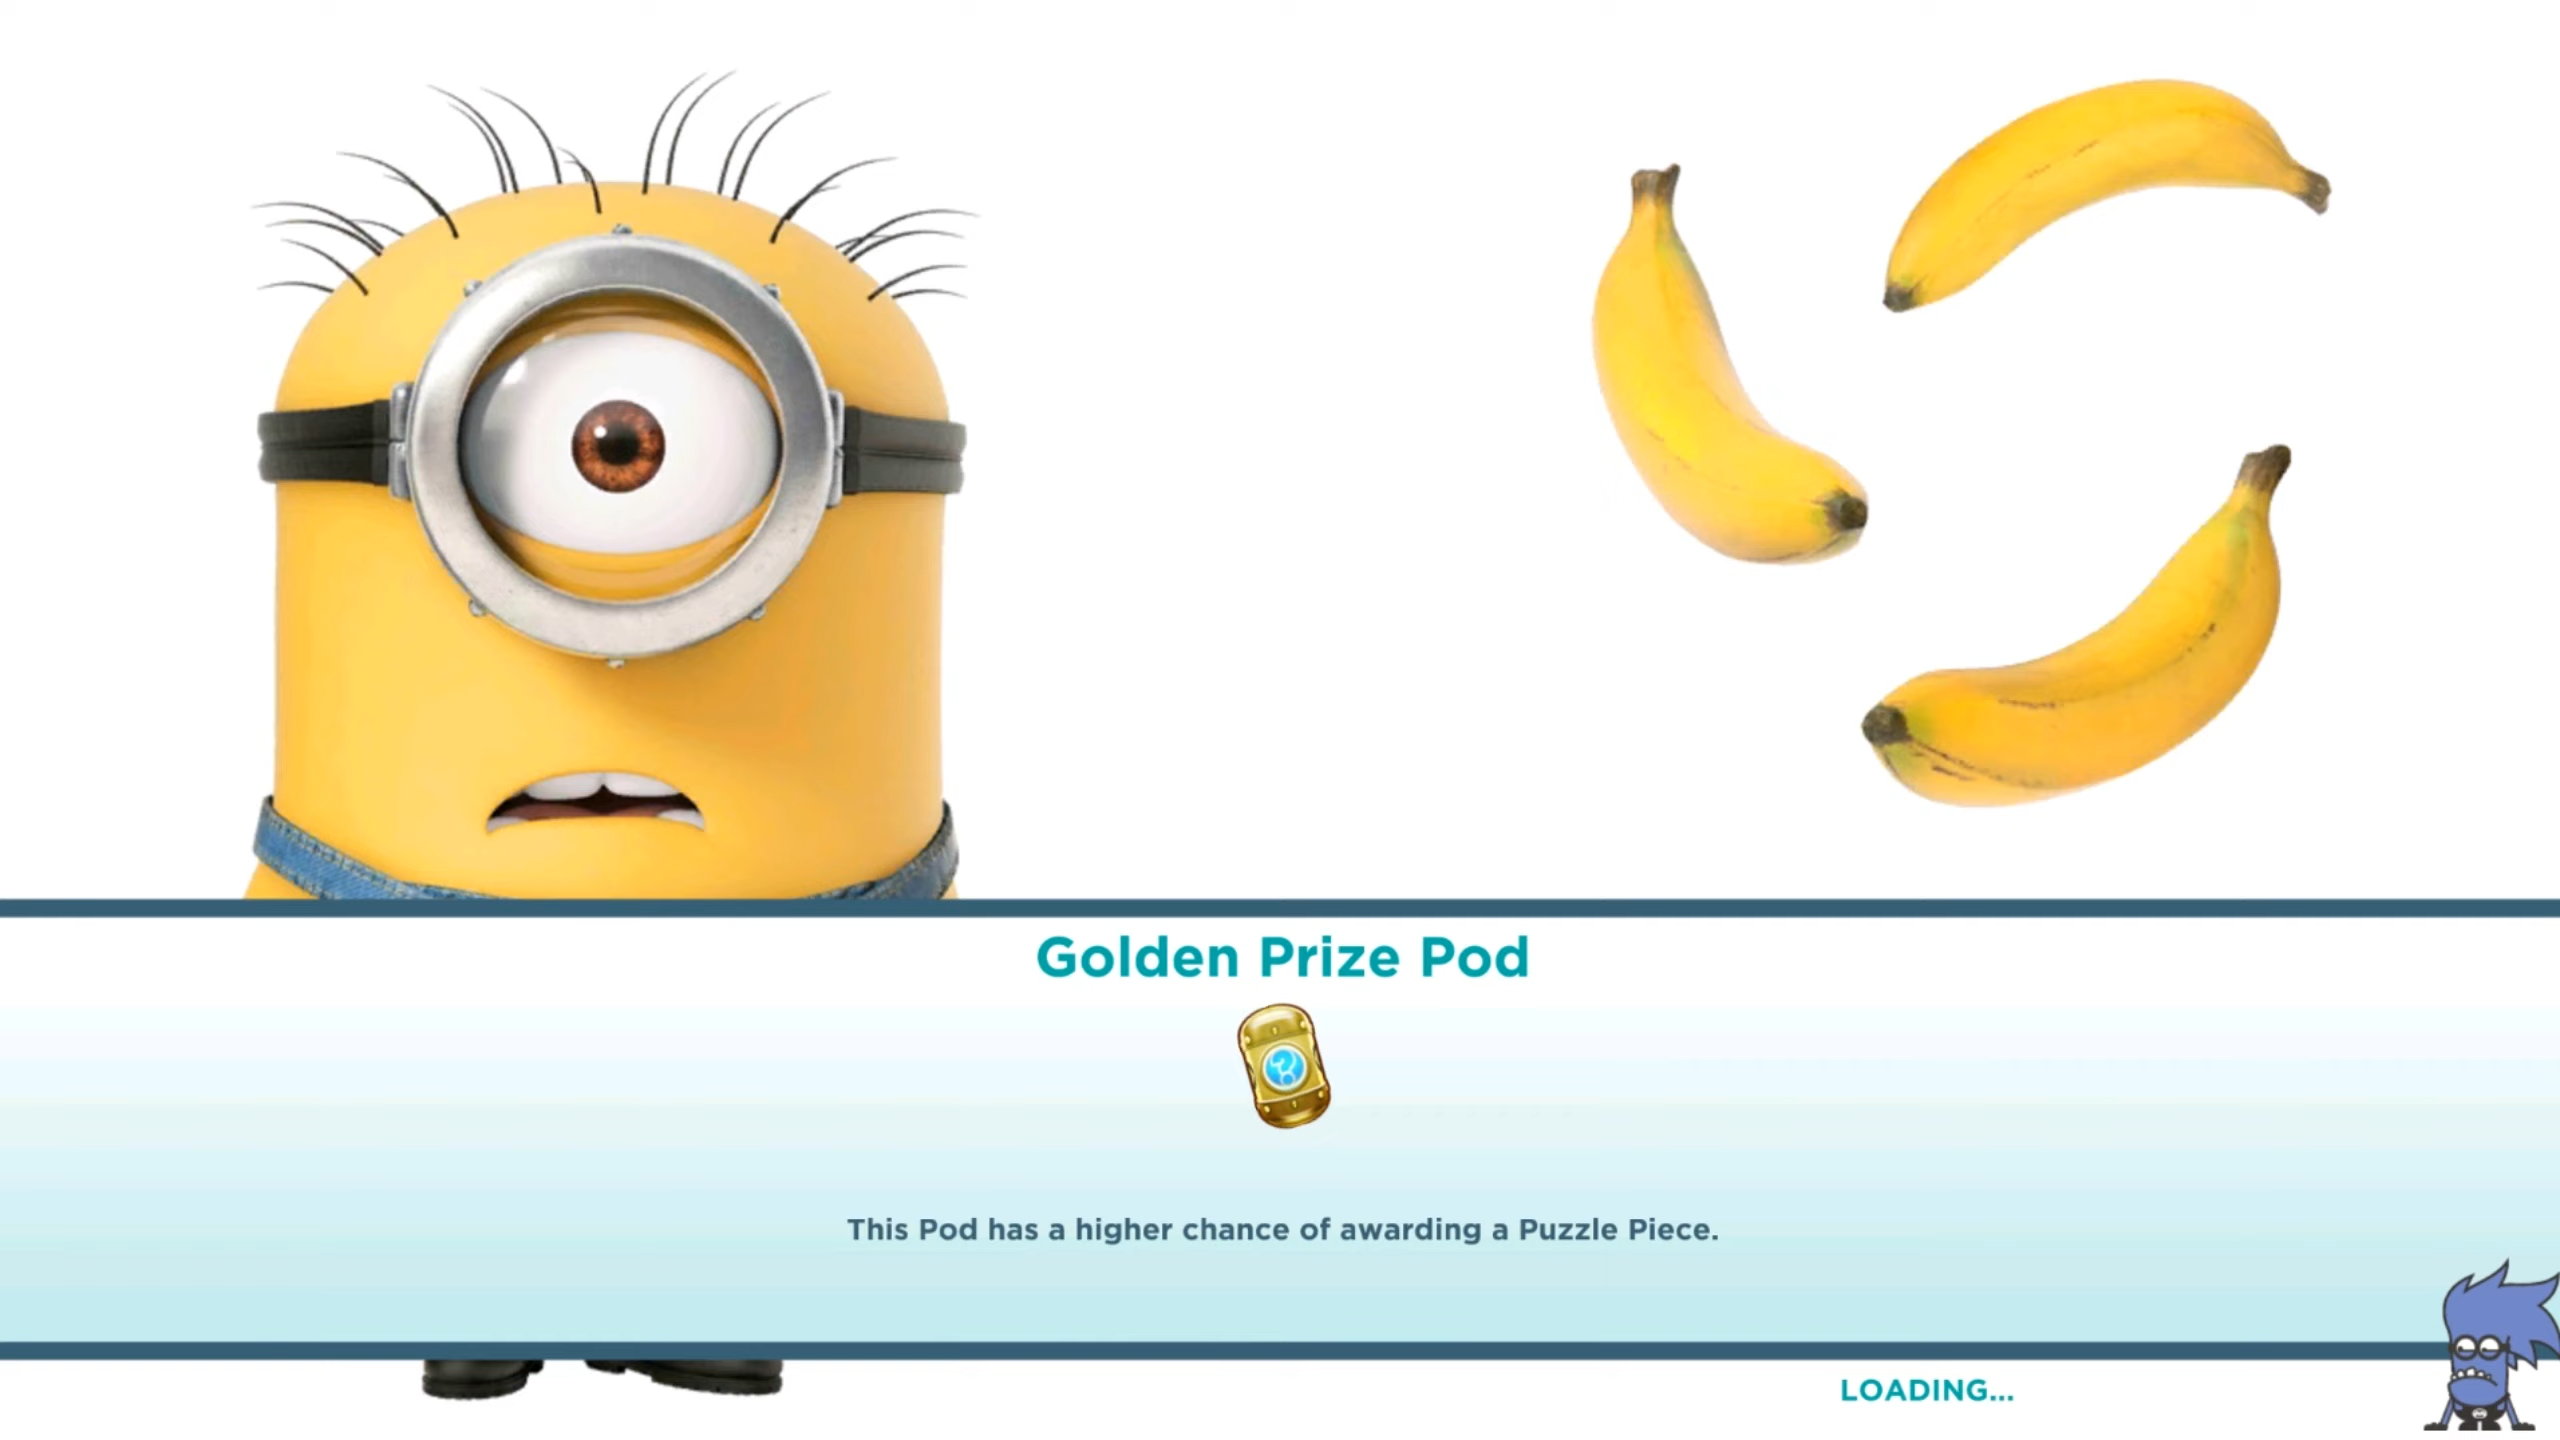 Golden Prize Pod
This Pod has a higher chance of awarding a Puzzle Piece.
LOADING...